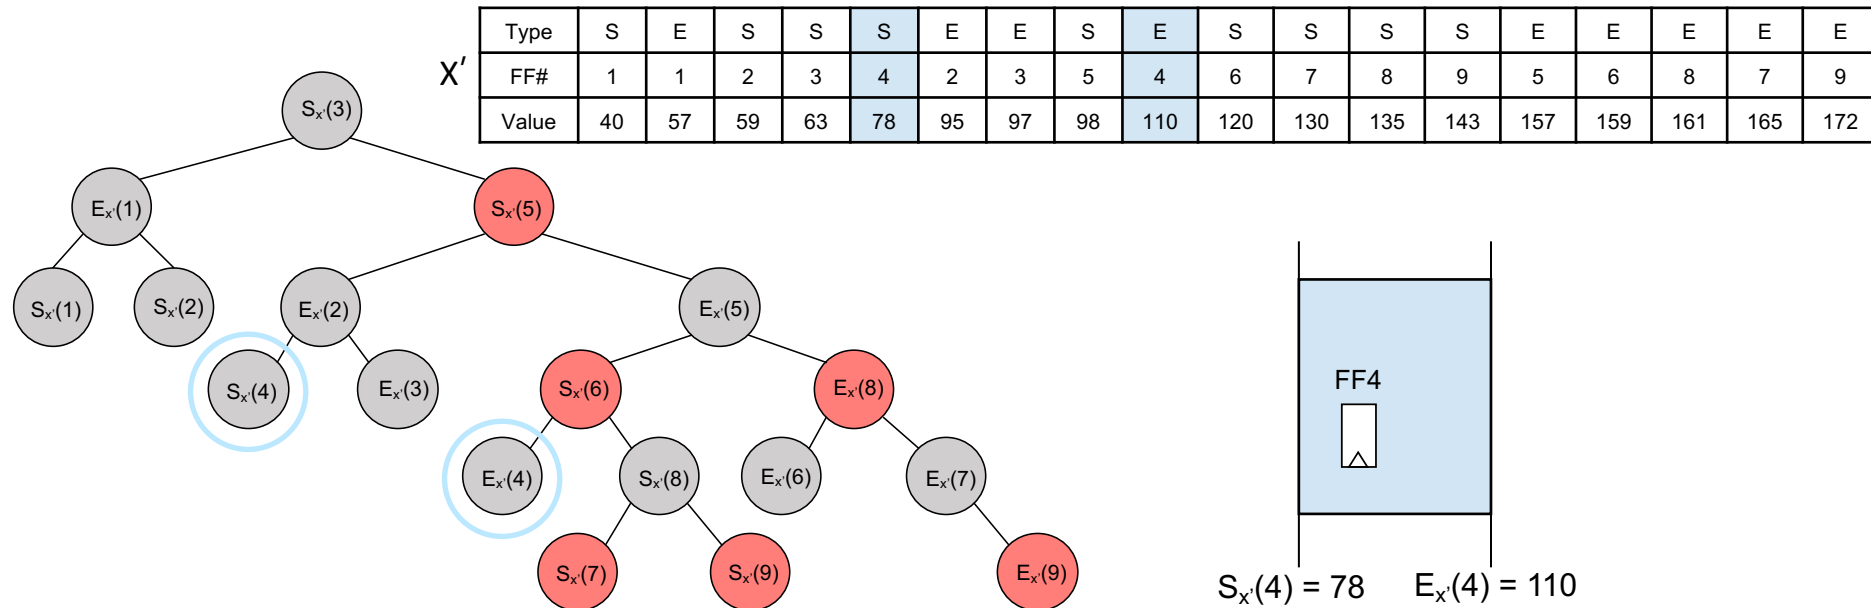 X'
Type S E S S S E E S E S S S S E E E E E
FF# 1 1 2 3 4 2 3 5 4 6 7 8 9 5 6 8 7 9
Value 40 57 59 63 78 95 97 98 110 120 130 135 143 157 159 161 165 172
Sx'(3)
Ex'(1) Sx'(5)
Sx'(1) Sx'(2) Ex'(2) Ex'(5)
Sx'(4) Ex'(3) Sx'(6) Ex'(8)
Ex'(4) Sx'(8) Ex'(6) Ex'(7)
Sx'(7) Sx'(9) Ex'(9)
FF4
Sx'(4) = 78 Ex'(4) = 110